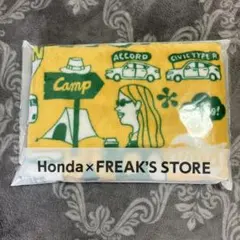 ACCORD
CIVIC TYPE R
Camp
Honda×FREAK'S STORE